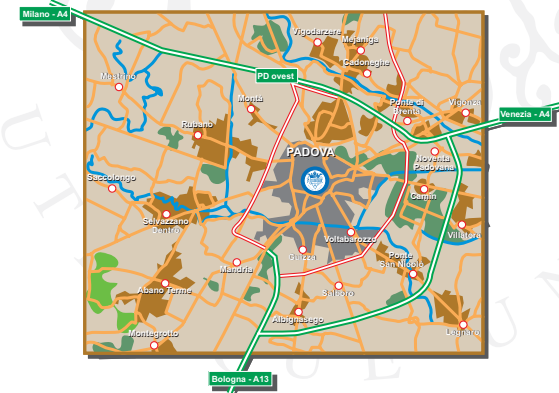 Milano - A4
Vigodarzere
Mejaniga
Cadoneghe
Mestrino
PD ovest
Montà
Ponte di
Brenta
Vigonza
Venezia - A4
Rubano
PADOVA
Noventa
Padovana
Saccolongo
Camin
Selvazzano
Dentro
Voltabarozzo
Villatora
Guizza
Ponte
San Nicolò
Mandria
Abano Terme
Salboro
Albignasego
Montegrotto
Legnaro
Bologna - A13